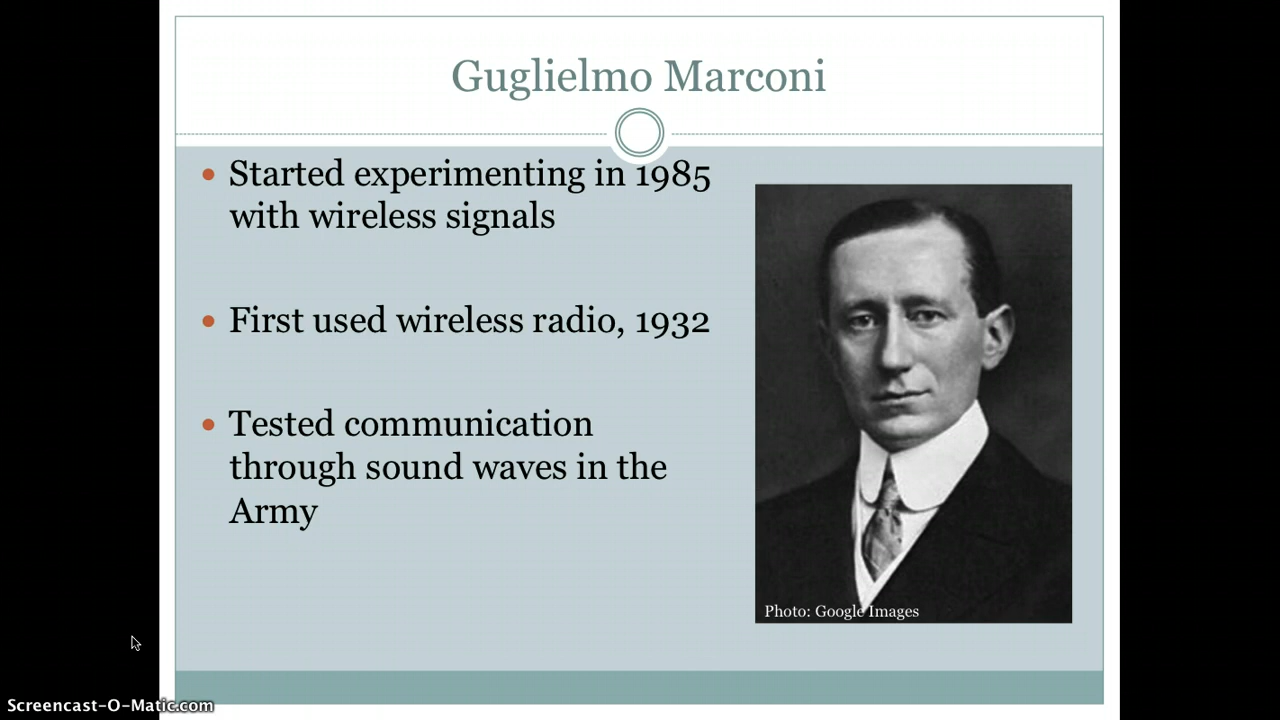 Guglielmo Marconi
• Started experimenting in 1985
with wireless signals
• First used wireless radio, 1932
• Tested communication
through sound waves in the
Army
Photo: Google Images
Screencast-O-Matic.com